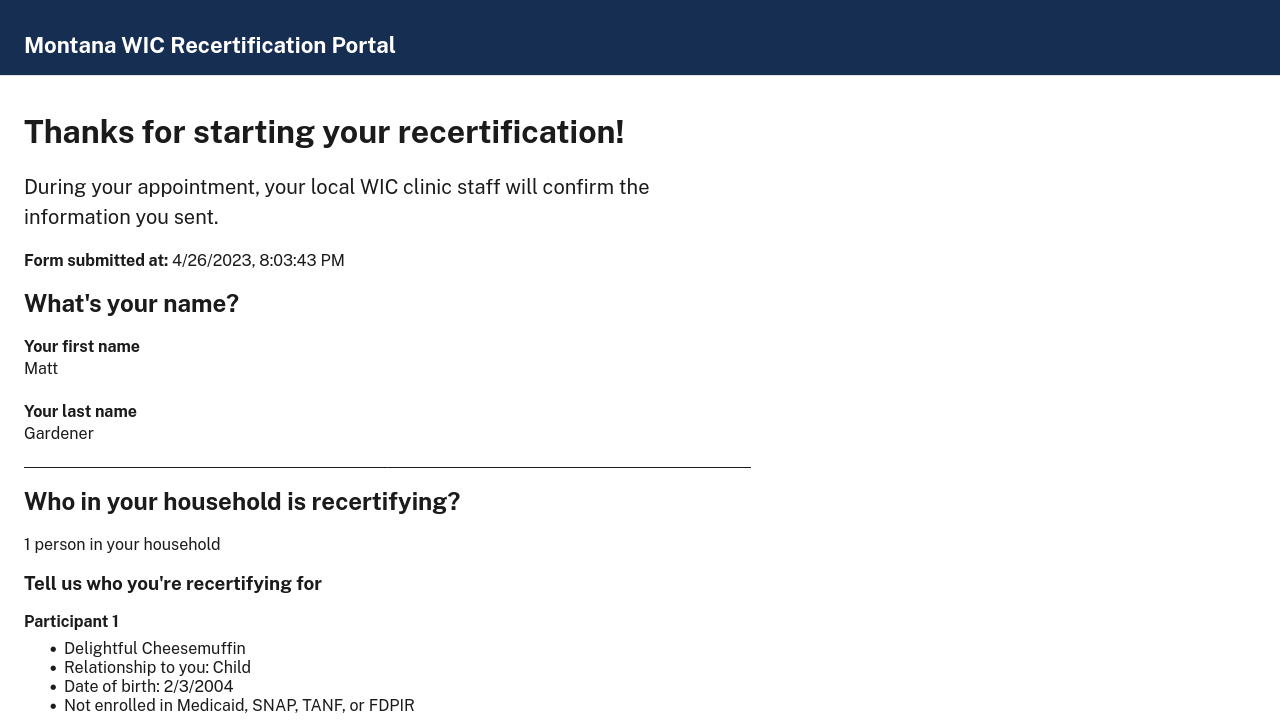 Montana WIC Recertification Portal
Thanks for starting your recertification!
During your appointment, your local WIC clinic staff will confirm the
information you sent.
Form submitted at: 4/26/2023, 8:03:43 PM
What's your name?
Your first name
Matt
Your last name
Gardener
Who in your household is recertifying?
1 person in your household
Tell us who you're recertifying for
Participant 1
• Delightful Cheesemuffin
• Relationship to you: Child
• Date of birth: 2/3/2004
• Not enrolled in Medicaid, SNAP, TANF, or FDPIR